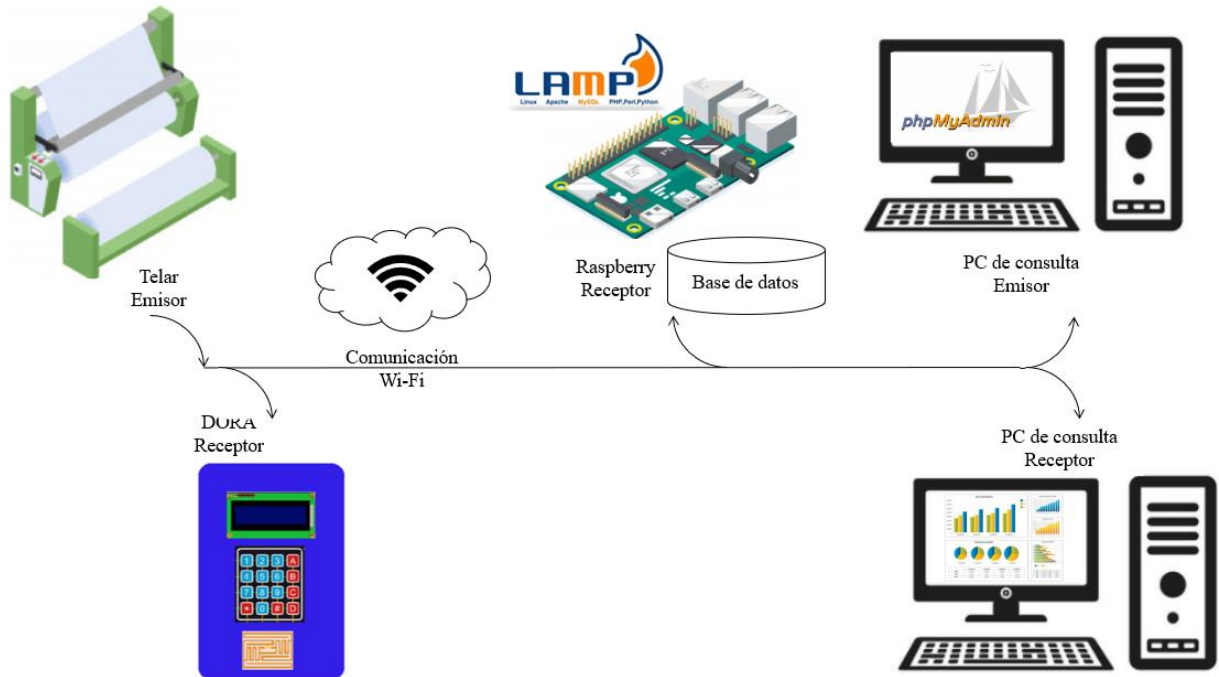 LAMP
Linux Apache MySQL PHP,Perl,Python
phpMyAdmin
Telar
Emisor
Raspberry
Receptor
Base de datos
PC de consulta
Emisor
Comunicación
Wi-Fi
DORA
Receptor
PC de consulta
Receptor
1 2 3 A
4 5 6 B
7 8 9 C
* 0 # D